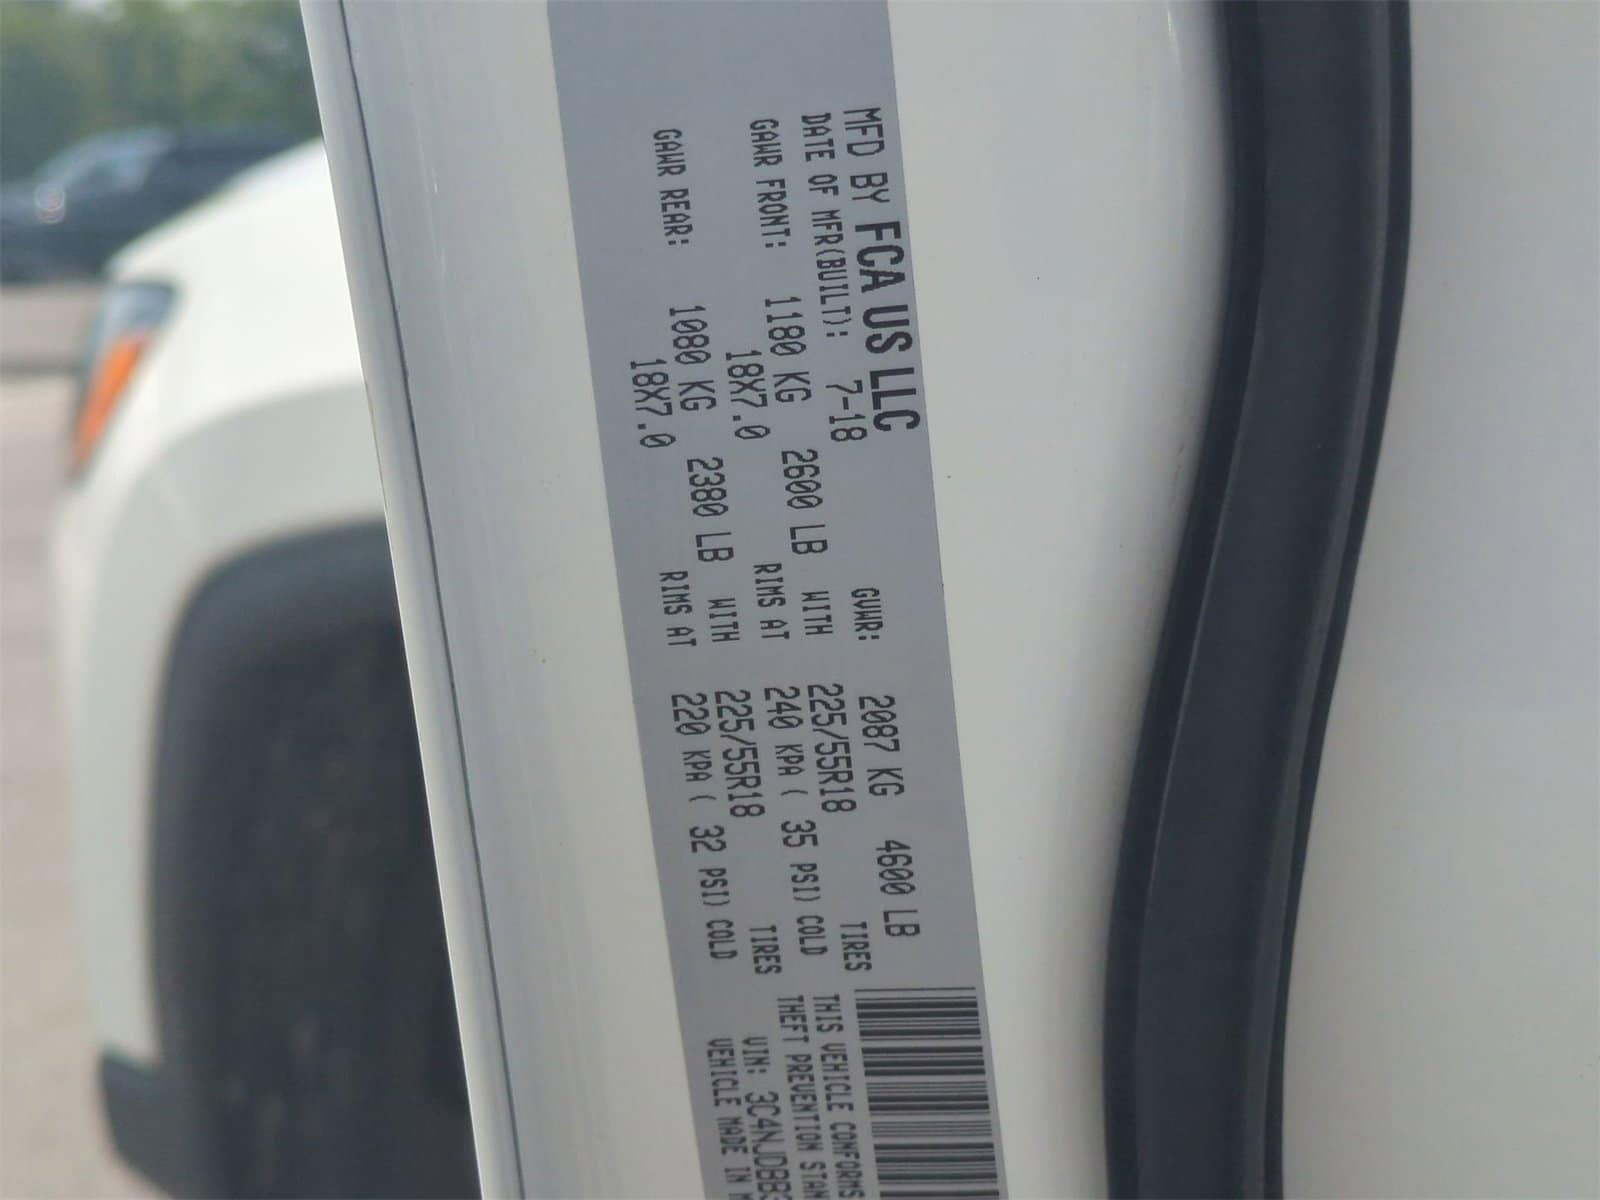 MFD BY FCA US LLC
DATE OF MFR(BUILT): 7-18 GVWR: 2087 KG 4600 LB
GAWR FRONT: 1180 KG 2600 LB WITH 225/55R18 TIRES
18X7.0 RIMS AT 240 KPA ( 35 PSI) COLD
GAWR REAR: 1080 KG 2380 LB WITH 225/55R18 TIRES
18X7.0 RIMS AT 220 KPA ( 32 PSI) COLD
THIS VEHICLE CONFORMS
THEFT PREVENTION STAN
VIN: 3C4NJDBB
VEHICLE MADE IN M